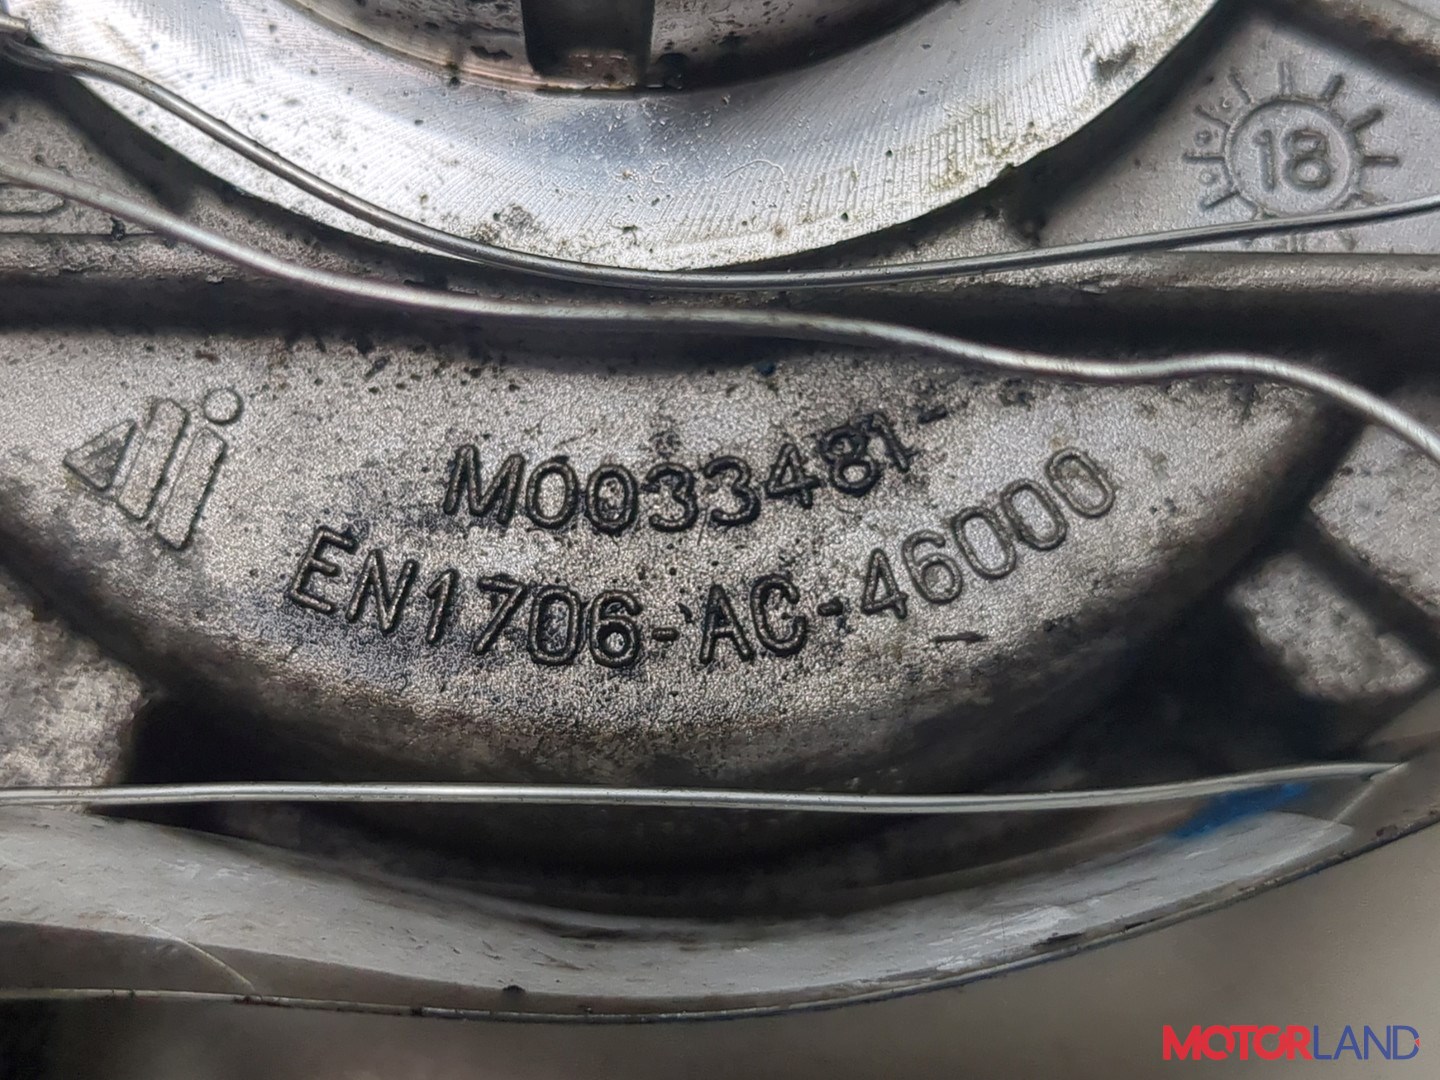 18
M0033481-
EN1706-AC-46000
MOTORLAND